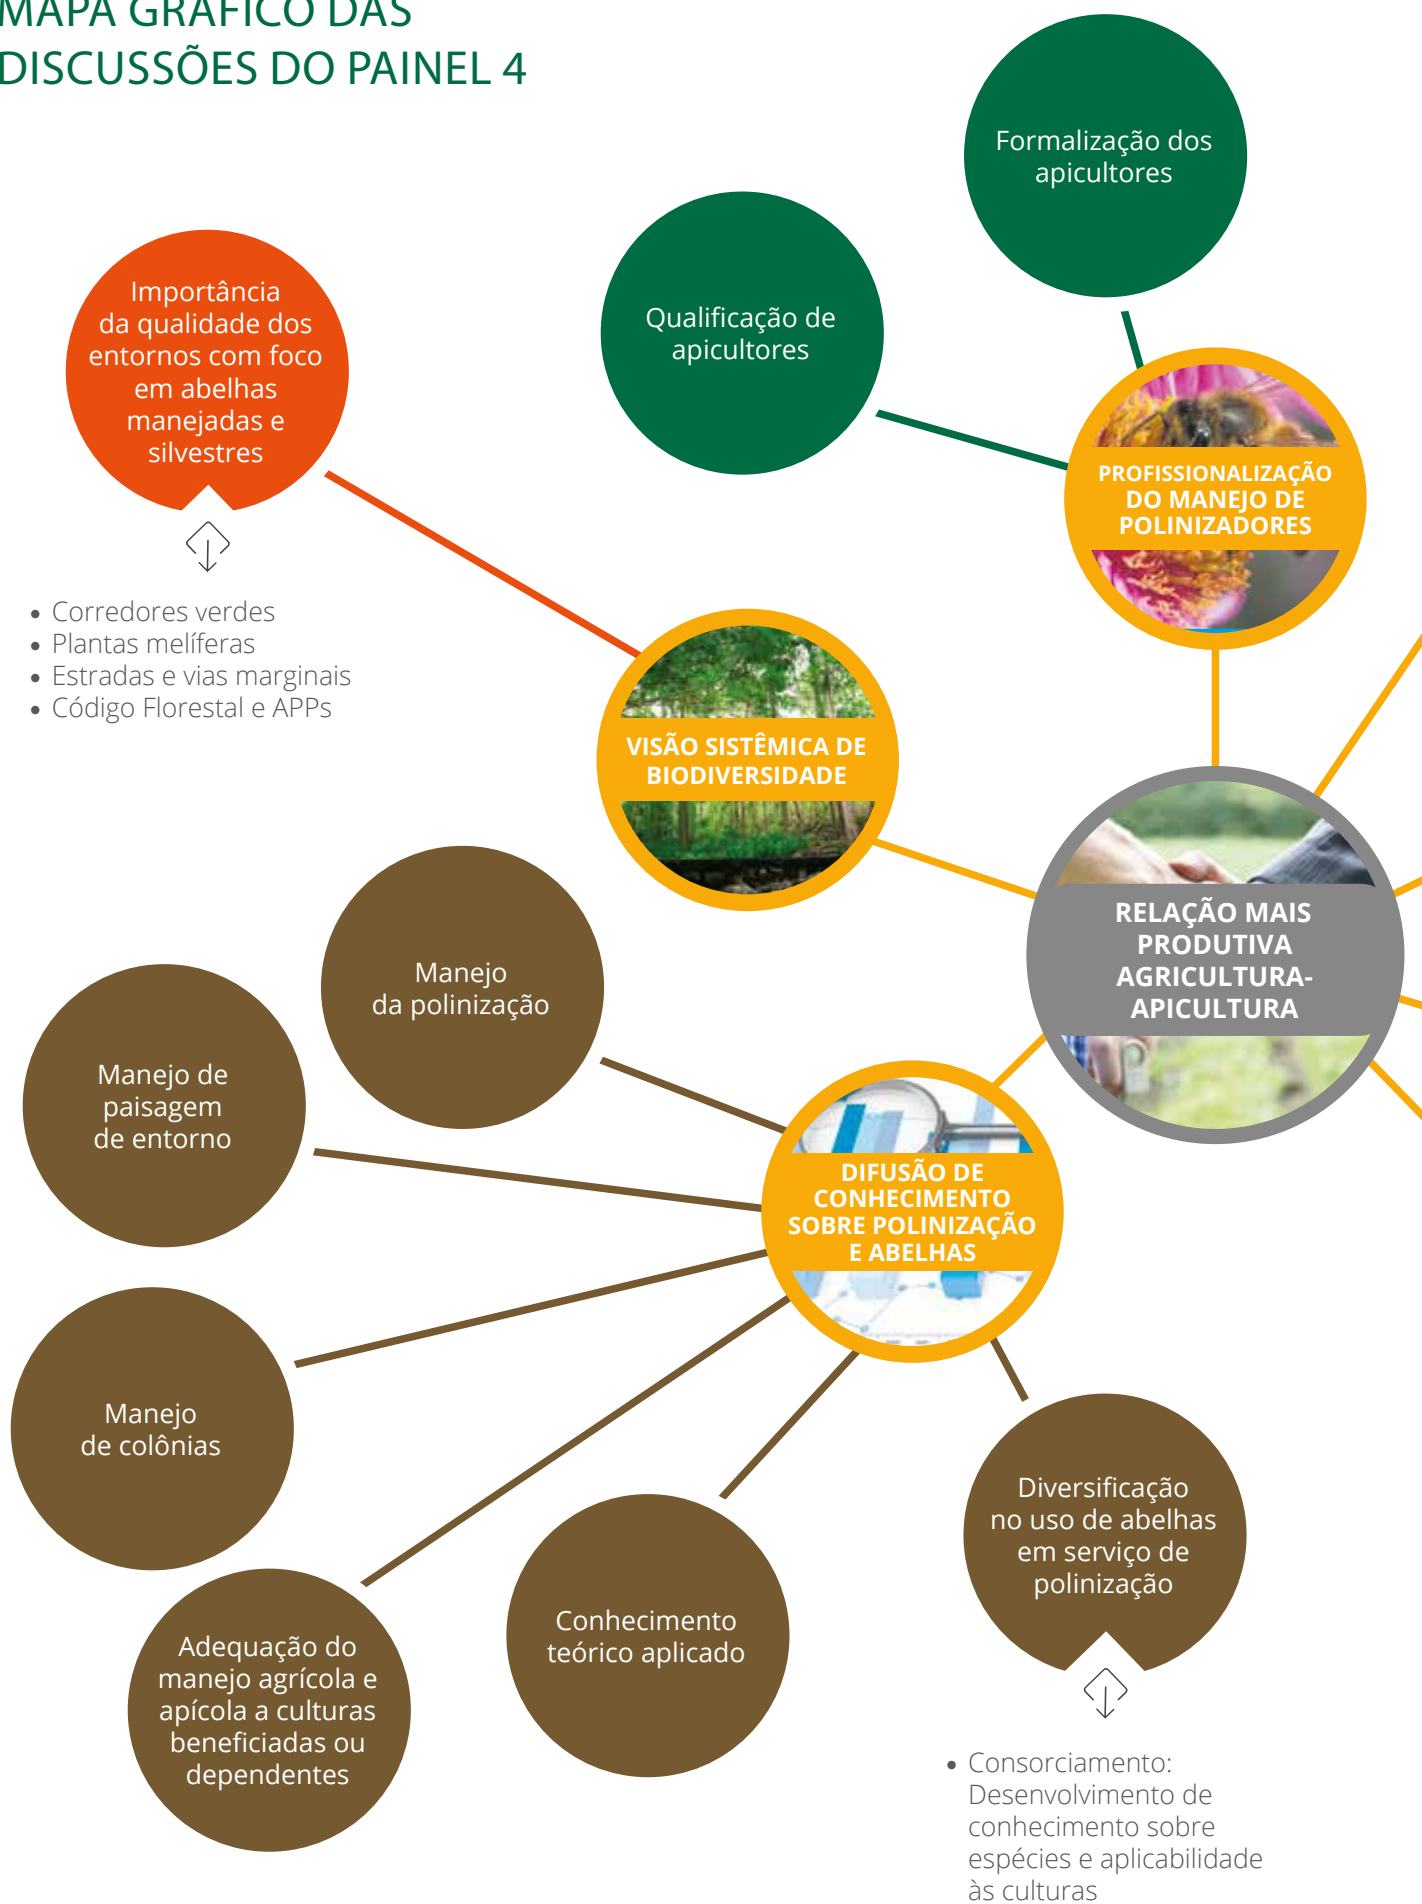 MAPA GRÁFICO DAS
DISCUSSÕES DO PAINEL 4
Formalização dos
apicultores
Qualificação de
apicultores
Importância
da qualidade dos
entornos com foco
em abelhas
manejadas e
silvestres
• Corredores verdes
• Plantas melíferas
• Estradas e vias marginais
• Código Florestal e APPs
PROFISSIONALIZAÇÃO
DO MANEJO DE
POLINIZADORES
VISÃO SISTÊMICA DE
BIODIVERSIDADE
RELAÇÃO MAIS
PRODUTIVA
AGRICULTURA-
APICULTURA
Manejo
da polinização
Manejo de
paisagem
de entorno
DIFUSÃO DE
CONHECIMENTO
SOBRE POLINIZAÇÃO
E ABELHAS
Manejo
de colônias
Adequação do
manejo agrícola e
apícola a culturas
beneficiadas ou
dependentes
Conhecimento
teórico aplicado
Diversificação
no uso de abelhas
em serviço de
polinização
• Consorciamento:
Desenvolvimento de
conhecimento sobre
espécies e aplicabilidade
às culturas